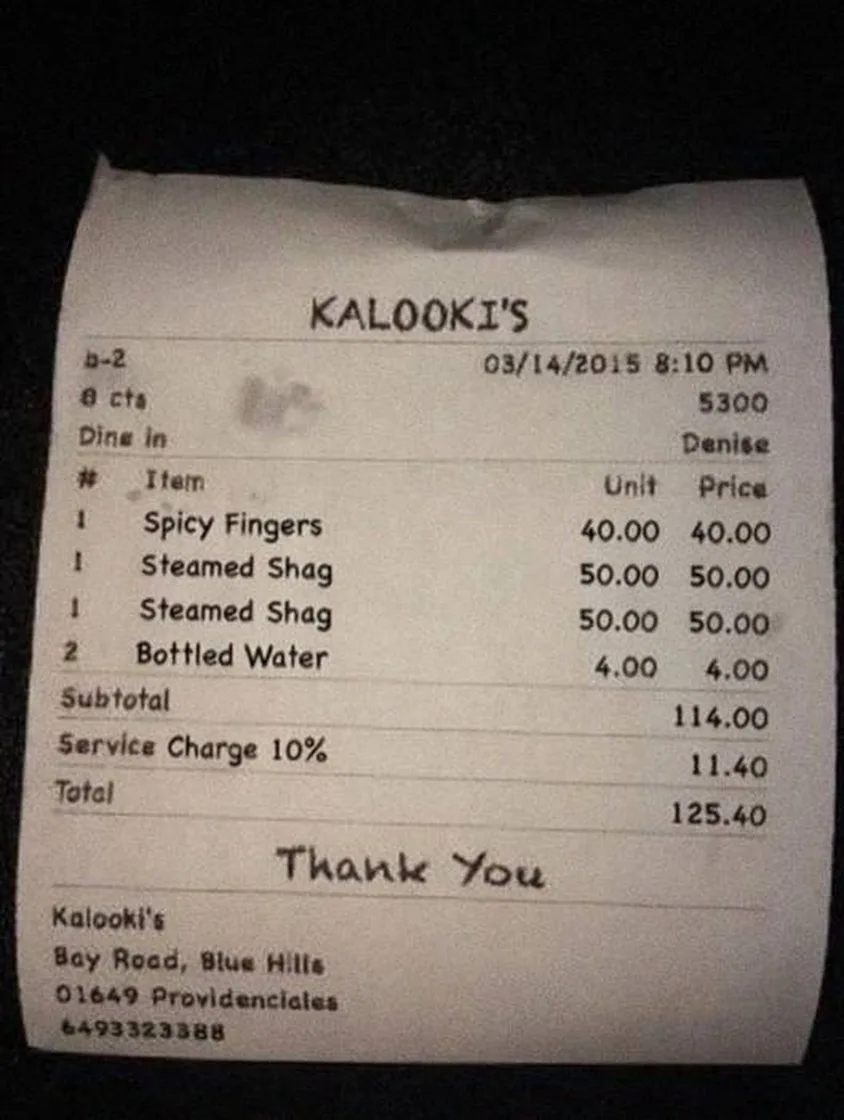 KALOOKI'S
b-2 03/14/2015 8:10 PM
8 cts 5300
Dine in Denise
# Item Unit Price
1 Spicy Fingers 40.00 40.00
1 Steamed Shag 50.00 50.00
1 Steamed Shag 50.00 50.00
2 Bottled Water 4.00 4.00
Subtotal 114.00
Service Charge 10% 11.40
Total 125.40
Thank You
Kalooki's
Bay Road, Blue Hills
01649 Providenciales
6493323388